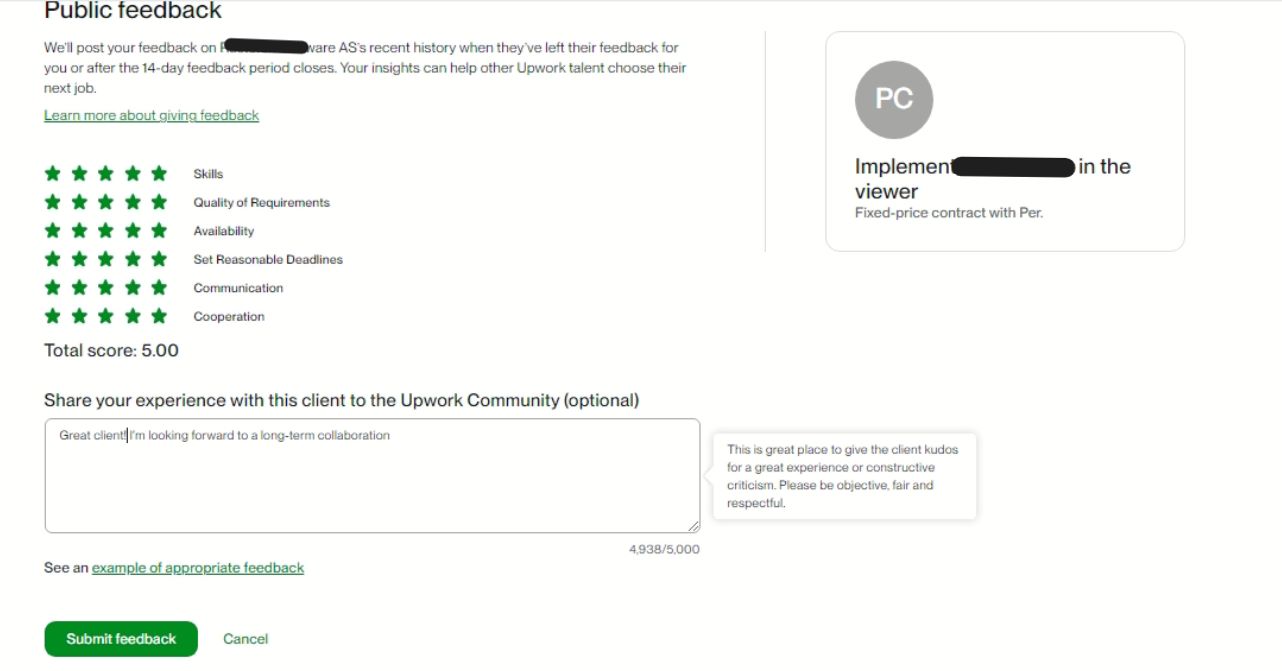 Public feedback
We'll post your feedback on ware AS's recent history when they've left their feedback for
you or after the 14-day feedback period closes. Your insights can help other Upwork talent choose their
next job.
Learn more about giving feedback
Skills
Quality of Requirements
Availability
Set Reasonable Deadlines
Communication
Cooperation
Total score: 5.00
Share your experience with this client to the Upwork Community (optional)
Great client! I'm looking forward to a long-term collaboration
This is great place to give the client kudos
for a great experience or constructive
criticism. Please be objective, fair and
respectful.
4,938/5,000
See an example of appropriate feedback
Submit feedback
Cancel
PC
Implement in the
viewer
Fixed-price contract with Per.